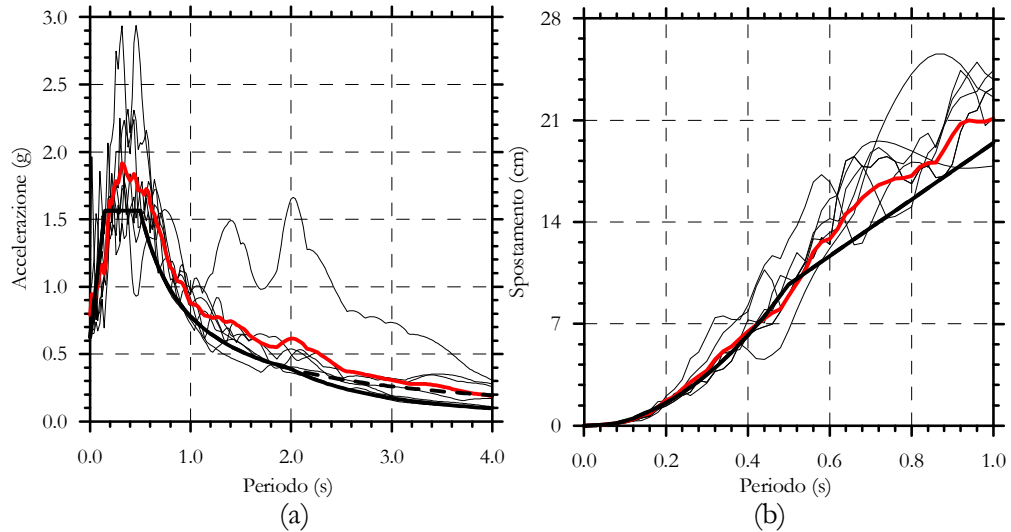 3.0
2.5
2.0
1.5
1.0
0.5
0.0
Accelerazione (g)
0.0 1.0 2.0 3.0 4.0
Periodo (s)
(a)
28
21
14
7
0
Spostamento (cm)
0.0 0.2 0.4 0.6 0.8 1.0
Periodo (s)
(b)